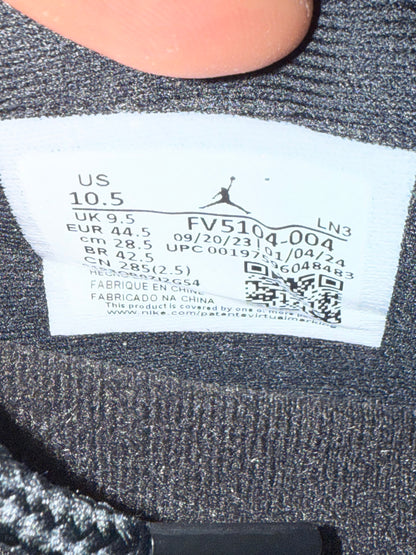 US
10.5
UK 9.5
EUR 44.5
cm 28.5
BR 42.5
CN 285(2.5)
FABRIQUE EN CHINE
FABRICADO NA CHINA
This product is covered by one or more
www.nike.com/patents
LN3
FV5104-004
09/20/23 | 01/04/24
UPC